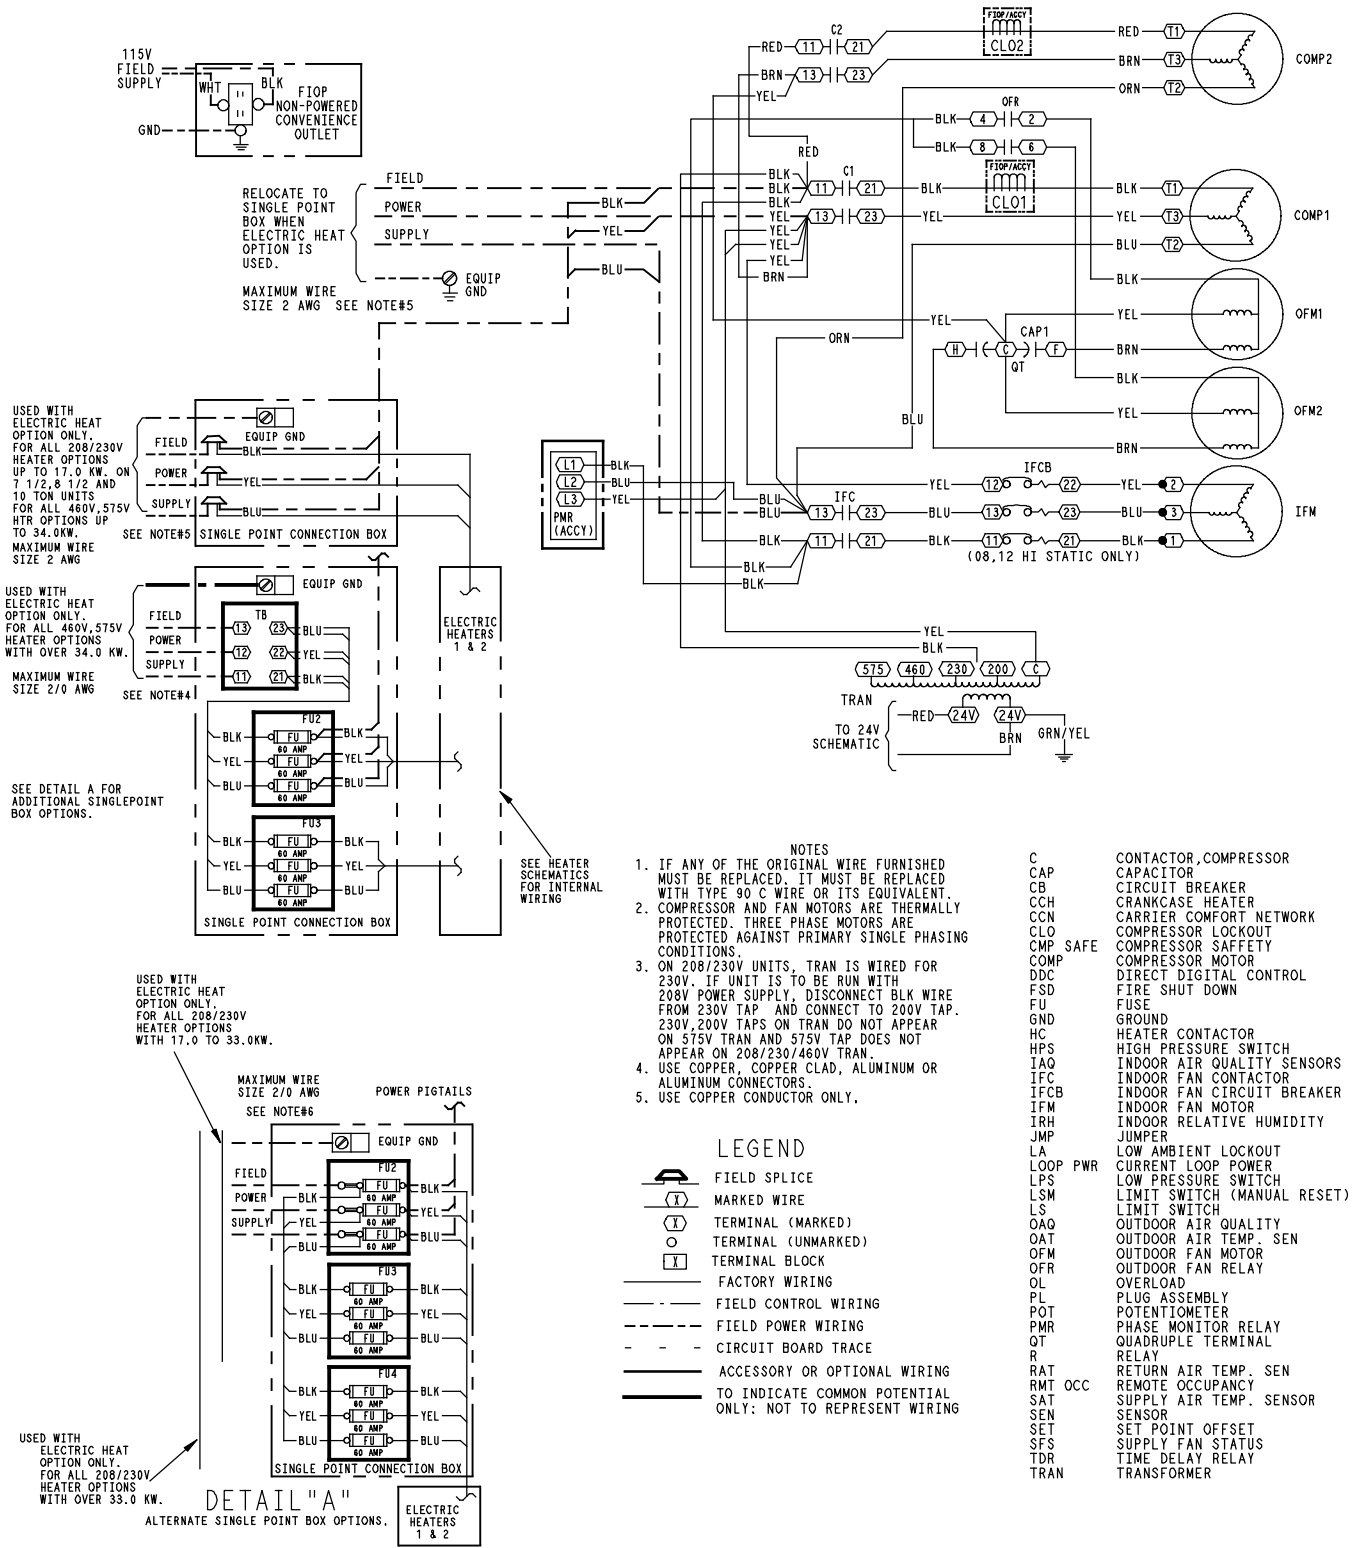 115V
FIELD
SUPPLY
WHT
BLK
FIOP
NON-POWERED
CONVENIENCE
OUTLET
GND
RELOCATE TO
SINGLE POINT
BOX WHEN
ELECTRIC HEAT
OPTION IS
USED.
FIELD
POWER
SUPPLY
EQUIP
GND
MAXIMUM WIRE
SIZE 2 AWG SEE NOTE#5
BLK
YEL
BLU
C2
RED 11 21
BRN 13 23
YEL
FIOP/ACCY
CLO2
RED T1
BRN T3
ORN T2
COMP2
OFR
BLK 4 2
BLK 8 6
RED
C1
BLK
BLK 11 21 BLK
BLK
FIOP/ACCY
CLO1
BLK T1
YEL 13 23 YEL
YEL
YEL
YEL
BRN
YEL T3
BLU T2
COMP1
BLK
YEL
BRN
OFM1
YEL
ORN
CAP1
H C F
QT
BLK
YEL
BRN
OFM2
BLU
L1 BLK
L2 BLU
L3 YEL
PMR
(ACCY)
IFCB
YEL 12 22 YEL 2
IFC
BLU
BLU 13 23 BLU 13 23 BLU 3
BLK 11 21 BLK 11 21 BLK 1
IFM
(08,12 HI STATIC ONLY)
BLK
BLK
YEL
BLK
575 460 230 200 C
TRAN
TO 24V
SCHEMATIC
RED 24V 24V
BRN
GRN/YEL
USED WITH
ELECTRIC HEAT
OPTION ONLY.
FOR ALL 208/230V
HEATER OPTIONS
UP TO 17.0 KW. ON
7 1/2,8 1/2 AND
10 TON UNITS
FOR ALL 460V,575V
HTR OPTIONS UP
TO 34.0KW.
MAXIMUM WIRE
SIZE 2 AWG
SEE NOTE#5
EQUIP GND
FIELD
BLK
POWER
YEL
SUPPLY
BLU
SINGLE POINT CONNECTION BOX
USED WITH
ELECTRIC HEAT
OPTION ONLY.
FOR ALL 460V,575V
HEATER OPTIONS
WITH OVER 34.0 KW.
MAXIMUM WIRE
SIZE 2/0 AWG
SEE NOTE#4
EQUIP GND
TB
FIELD 13 23 BLU
POWER 12 22 YEL
SUPPLY 11 21 BLK
ELECTRIC
HEATERS
1 & 2
FU2
BLK FU BLK
60 AMP
YEL FU YEL
60 AMP
BLU FU BLU
60 AMP
FU3
BLK FU BLK
60 AMP
YEL FU YEL
60 AMP
BLU FU BLU
60 AMP
SINGLE POINT CONNECTION BOX
SEE DETAIL A FOR
ADDITIONAL SINGLEPOINT
BOX OPTIONS.
SEE HEATER
SCHEMATICS
FOR INTERNAL
WIRING
USED WITH
ELECTRIC HEAT
OPTION ONLY.
FOR ALL 208/230V
HEATER OPTIONS
WITH 17.0 TO 33.0KW.
MAXIMUM WIRE
SIZE 2/0 AWG
SEE NOTE#6
POWER PIGTAILS
EQUIP GND
FIELD
POWER
SUPPLY
FU2
BLK FU BLK
60 AMP
YEL FU YEL
60 AMP
BLU FU BLU
60 AMP
FU3
BLK FU BLK
60 AMP
YEL FU YEL
60 AMP
BLU FU BLU
60 AMP
FU4
BLK FU BLK
60 AMP
YEL FU YEL
60 AMP
BLU FU BLU
60 AMP
SINGLE POINT CONNECTION BOX
ELECTRIC
HEATERS
1 & 2
USED WITH
ELECTRIC HEAT
OPTION ONLY.
FOR ALL 208/230V
HEATER OPTIONS
WITH OVER 33.0 KW.
DETAIL"A"
ALTERNATE SINGLE POINT BOX OPTIONS.
NOTES
1. IF ANY OF THE ORIGINAL WIRE FURNISHED
MUST BE REPLACED. IT MUST BE REPLACED
WITH TYPE 90 C WIRE OR ITS EQUIVALENT.
2. COMPRESSOR AND FAN MOTORS ARE THERMALLY
PROTECTED. THREE PHASE MOTORS ARE
PROTECTED AGAINST PRIMARY SINGLE PHASING
CONDITIONS.
3. ON 208/230V UNITS, TRAN IS WIRED FOR
230V. IF UNIT IS TO BE RUN WITH
208V POWER SUPPLY, DISCONNECT BLK WIRE
FROM 230V TAP AND CONNECT TO 200V TAP.
230V,200V TAPS ON TRAN DO NOT APPEAR
ON 575V TRAN AND 575V TAP DOES NOT
APPEAR ON 208/230/460V TRAN.
4. USE COPPER, COPPER CLAD, ALUMINUM OR
ALUMINUM CONNECTORS.
5. USE COPPER CONDUCTOR ONLY.
LEGEND
FIELD SPLICE
X MARKED WIRE
X TERMINAL (MARKED)
TERMINAL (UNMARKED)
X TERMINAL BLOCK
FACTORY WIRING
FIELD CONTROL WIRING
FIELD POWER WIRING
CIRCUIT BOARD TRACE
ACCESSORY OR OPTIONAL WIRING
TO INDICATE COMMON POTENTIAL
ONLY: NOT TO REPRESENT WIRING
C CONTACTOR,COMPRESSOR
CAP CAPACITOR
CB CIRCUIT BREAKER
CCH CRANKCASE HEATER
CCN CARRIER COMFORT NETWORK
CLO COMPRESSOR LOCKOUT
CMP SAFE COMPRESSOR SAFFETY
COMP COMPRESSOR MOTOR
DDC DIRECT DIGITAL CONTROL
FSD FIRE SHUT DOWN
FU FUSE
GND GROUND
HC HEATER CONTACTOR
HPS HIGH PRESSURE SWITCH
IAQ INDOOR AIR QUALITY SENSORS
IFC INDOOR FAN CONTACTOR
IFCB INDOOR FAN CIRCUIT BREAKER
IFM INDOOR FAN MOTOR
IRH INDOOR RELATIVE HUMIDITY
JMP JUMPER
LA LOW AMBIENT LOCKOUT
LOOP PWR CURRENT LOOP POWER
LPS LOW PRESSURE SWITCH
LSM LIMIT SWITCH (MANUAL RESET)
LS LIMIT SWITCH
OAQ OUTDOOR AIR QUALITY
OAT OUTDOOR AIR TEMP. SEN
OFM OUTDOOR FAN MOTOR
OFR OUTDOOR FAN RELAY
OL OVERLOAD
PL PLUG ASSEMBLY
POT POTENTIOMETER
PMR PHASE MONITOR RELAY
QT QUADRUPLE TERMINAL
R RELAY
RAT RETURN AIR TEMP. SEN
RMT OCC REMOTE OCCUPANCY
SAT SUPPLY AIR TEMP. SENSOR
SEN SENSOR
SET SET POINT OFFSET
SFS SUPPLY FAN STATUS
TDR TIME DELAY RELAY
TRAN TRANSFORMER